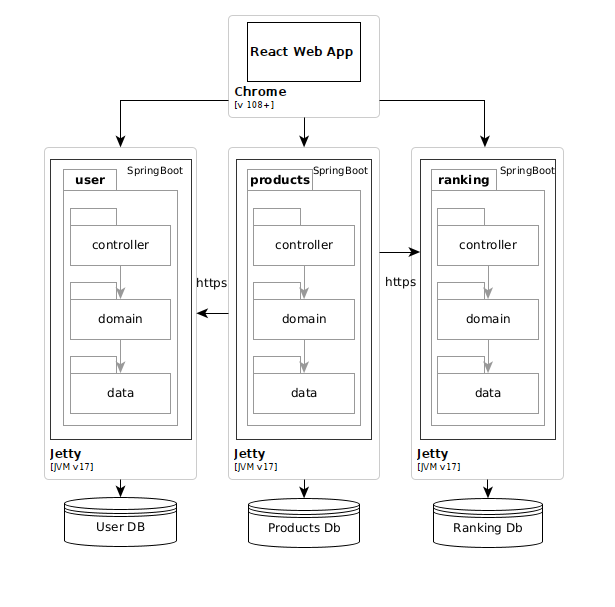 React Web App
Chrome
[v 108+]
SpringBoot
user
controller
domain
data
Jetty
[JVM v17]
https
SpringBoot
products
controller
domain
data
Jetty
[JVM v17]
https
SpringBoot
ranking
controller
domain
data
Jetty
[JVM v17]
User DB
Products Db
Ranking Db